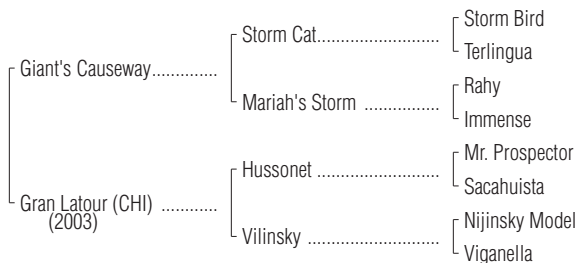 Storm Bird
Storm Cat..........................
Terlingua
Giant's Causeway..............
Rahy
Mariah's Storm ................
Immense
Mr. Prospector
Hussonet ..........................
Sacahuista
Gran Latour (CHI) ............
(2003)
Nijinsky Model
Vilinsky ............................
Viganella